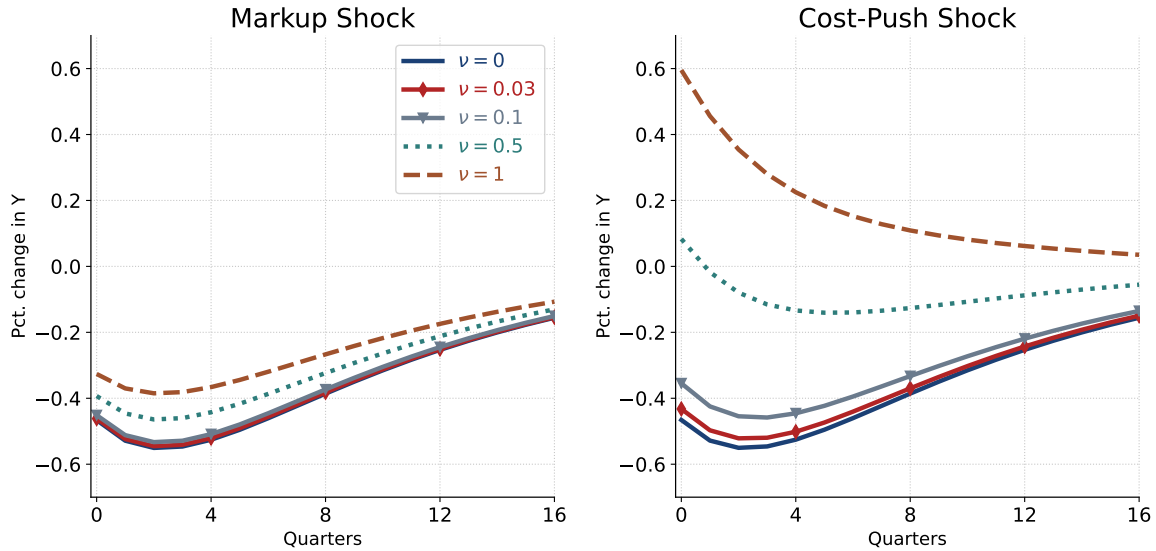 Markup Shock
Pct. change in Y
0.6
0.4
0.2
0.0
−0.2
−0.4
−0.6
ν = 0
ν = 0.03
ν = 0.1
ν = 0.5
ν = 1
0 4 8 12 16
Quarters
Cost-Push Shock
Pct. change in Y
0.6
0.4
0.2
0.0
−0.2
−0.4
−0.6
0 4 8 12 16
Quarters